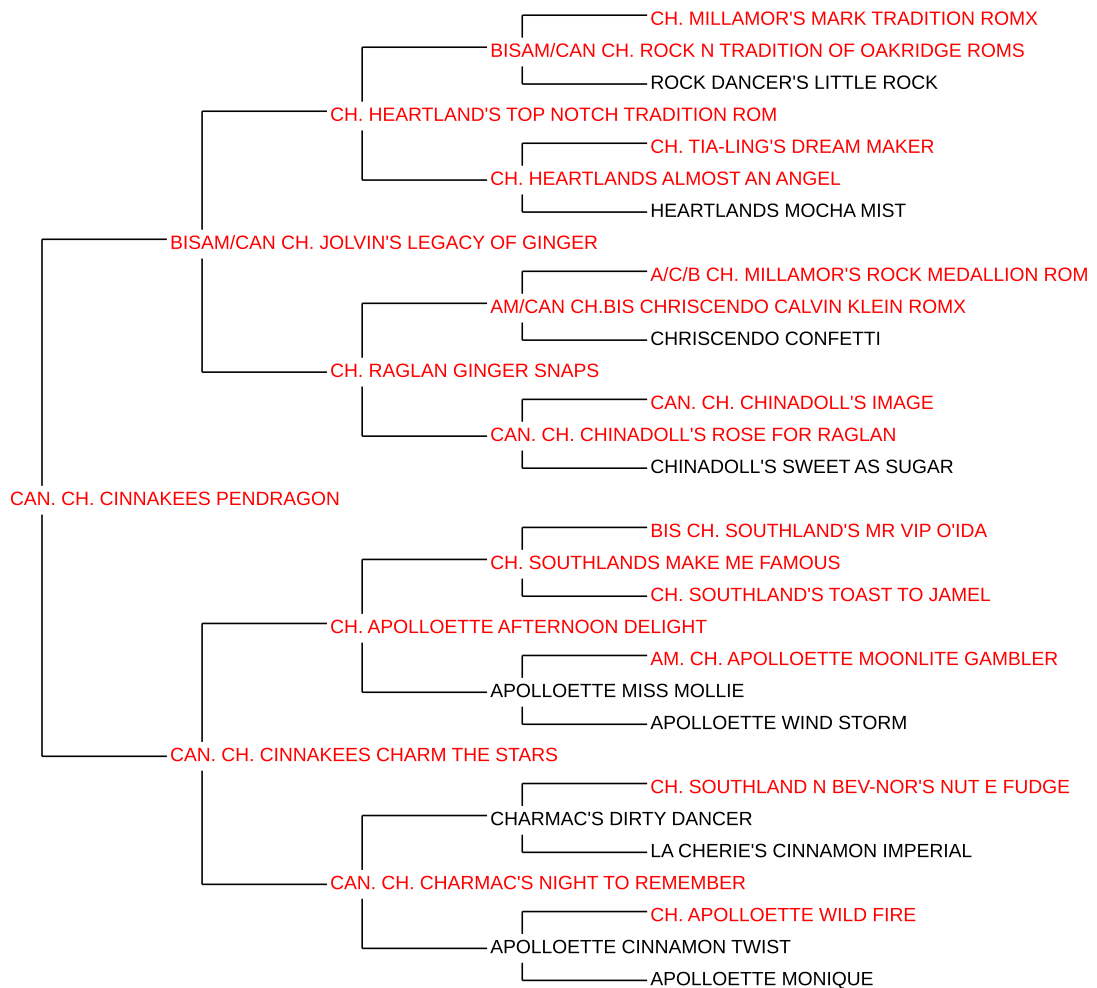 CH. MILLAMOR'S MARK TRADITION ROMX
BISAM/CAN CH. ROCK N TRADITION OF OAKRIDGE ROMS
ROCK DANCER'S LITTLE ROCK
CH. HEARTLAND'S TOP NOTCH TRADITION ROM
CH. TIA-LING'S DREAM MAKER
CH. HEARTLANDS ALMOST AN ANGEL
HEARTLANDS MOCHA MIST
BISAM/CAN CH. JOLVIN'S LEGACY OF GINGER
A/C/B CH. MILLAMOR'S ROCK MEDALLION ROM
AM/CAN CH.BIS CHRISCENDO CALVIN KLEIN ROMX
CHRISCENDO CONFETTI
CH. RAGLAN GINGER SNAPS
CAN. CH. CHINADOLL'S IMAGE
CAN. CH. CHINADOLL'S ROSE FOR RAGLAN
CHINADOLL'S SWEET AS SUGAR
CAN. CH. CINNAKEES PENDRAGON
BIS CH. SOUTHLAND'S MR VIP O'IDA
CH. SOUTHLANDS MAKE ME FAMOUS
CH. SOUTHLAND'S TOAST TO JAMEL
CH. APOLLOETTE AFTERNOON DELIGHT
AM. CH. APOLLOETTE MOONLITE GAMBLER
APOLLOETTE MISS MOLLIE
APOLLOETTE WIND STORM
CAN. CH. CINNAKEES CHARM THE STARS
CH. SOUTHLAND N BEV-NOR'S NUT E FUDGE
CHARMAC'S DIRTY DANCER
LA CHERIE'S CINNAMON IMPERIAL
CAN. CH. CHARMAC'S NIGHT TO REMEMBER
CH. APOLLOETTE WILD FIRE
APOLLOETTE CINNAMON TWIST
APOLLOETTE MONIQUE